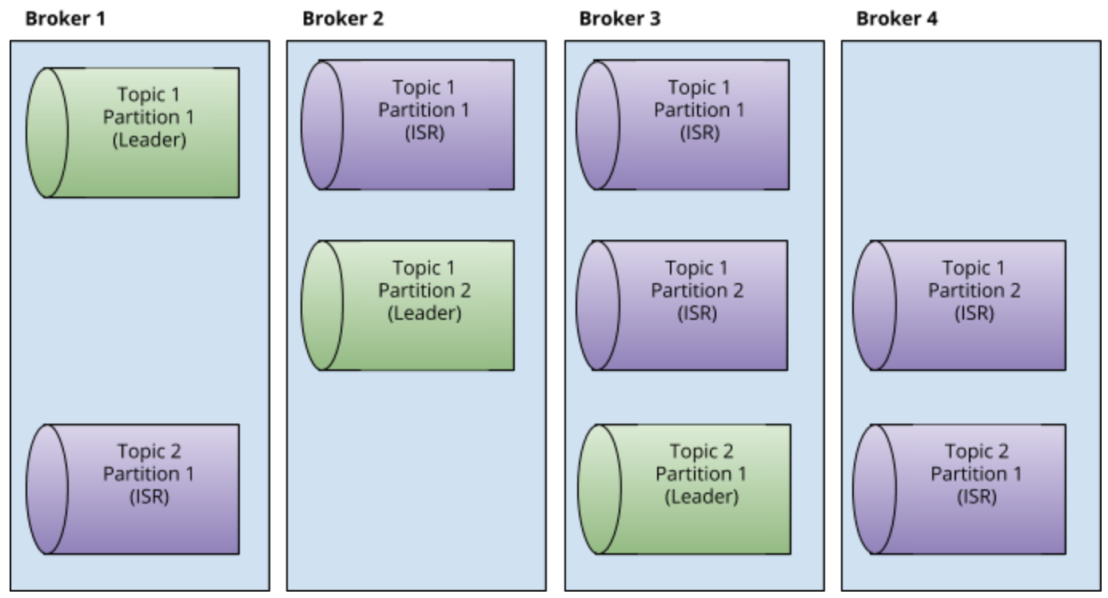 Broker 1
Broker 2
Broker 3
Broker 4
Topic 1
Partition 1
(Leader)
Topic 1
Partition 1
(ISR)
Topic 1
Partition 1
(ISR)
Topic 1
Partition 2
(Leader)
Topic 1
Partition 2
(ISR)
Topic 1
Partition 2
(ISR)
Topic 2
Partition 1
(ISR)
Topic 2
Partition 1
(Leader)
Topic 2
Partition 1
(ISR)